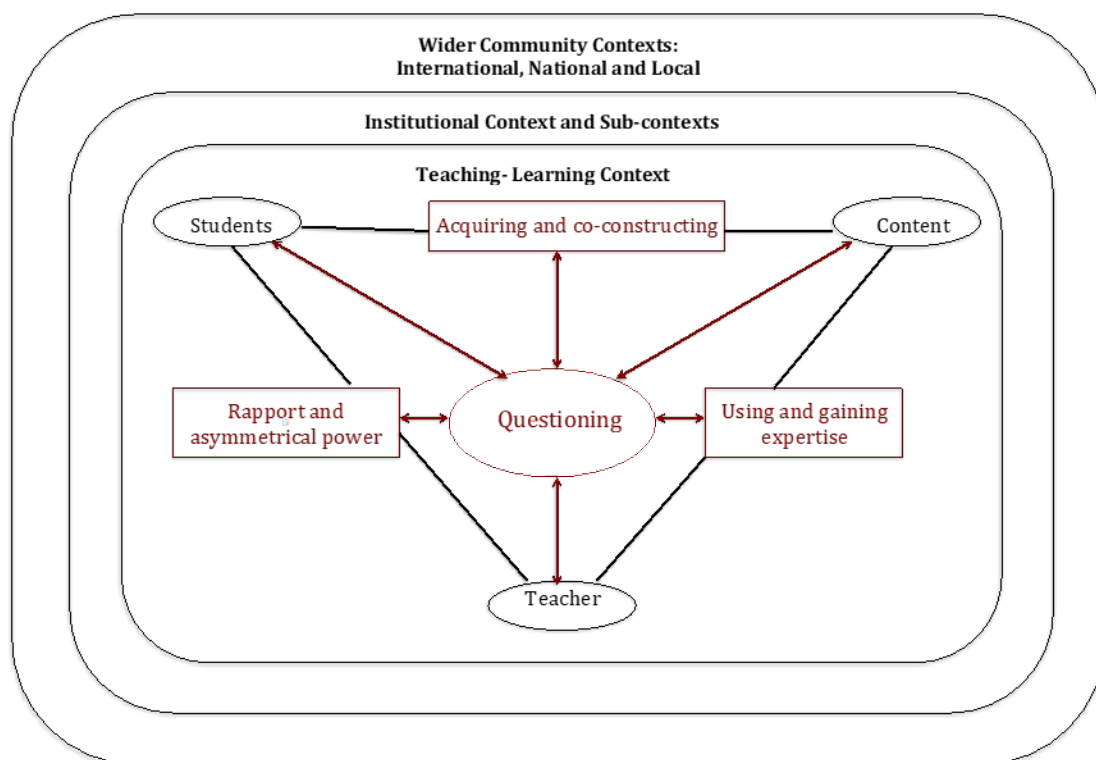 Wider Community Contexts:
International, National and Local
Institutional Context and Sub-contexts
Teaching- Learning Context
Students
Acquiring and co-constructing
Content
Rapport and
asymmetrical power
Questioning
Using and gaining
expertise
Teacher